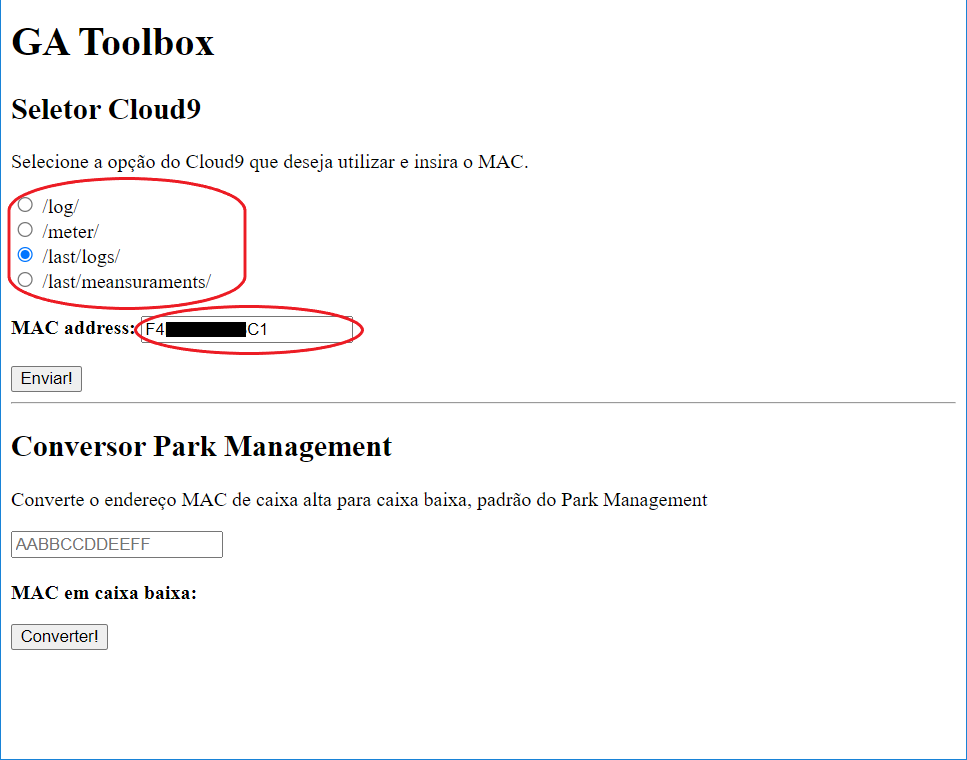 GA Toolbox
Seletor Cloud9
Selecione a opção do Cloud9 que deseja utilizar e insira o MAC.
/log/
/meter/
/last/logs/
/last/meansuraments/
MAC address: F4 C1
Enviar!
Conversor Park Management
Converte o endereço MAC de caixa alta para caixa baixa, padrão do Park Management
AABBCCDDEEFF
MAC em caixa baixa:
Converter!